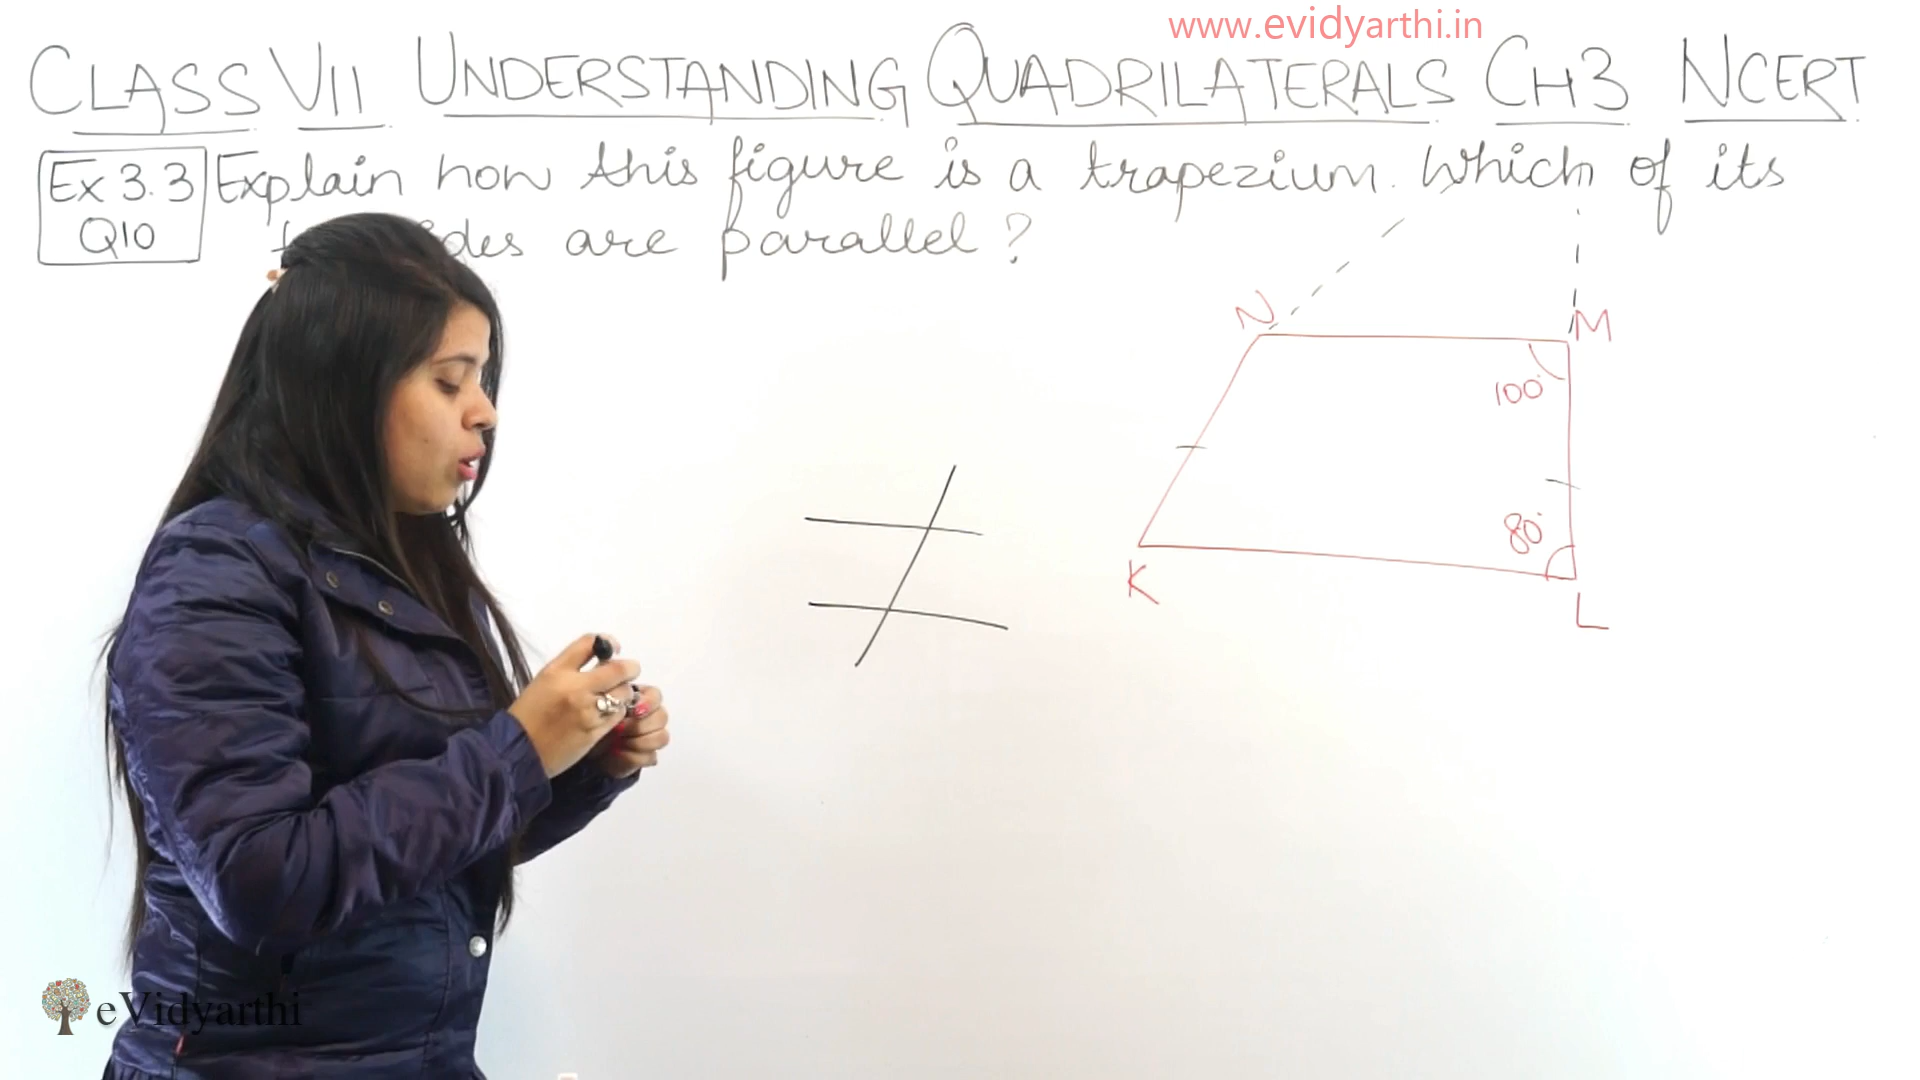 www.evidyarthi.in
CLASS VII UNDERSTANDING QUADRILATERALS CH3 NCERT
Ex 3.3 Explain how this figure is a trapezium. Which of its
Q10 are parallel?
N
M
100°
80°
K
L
eVidyarthi